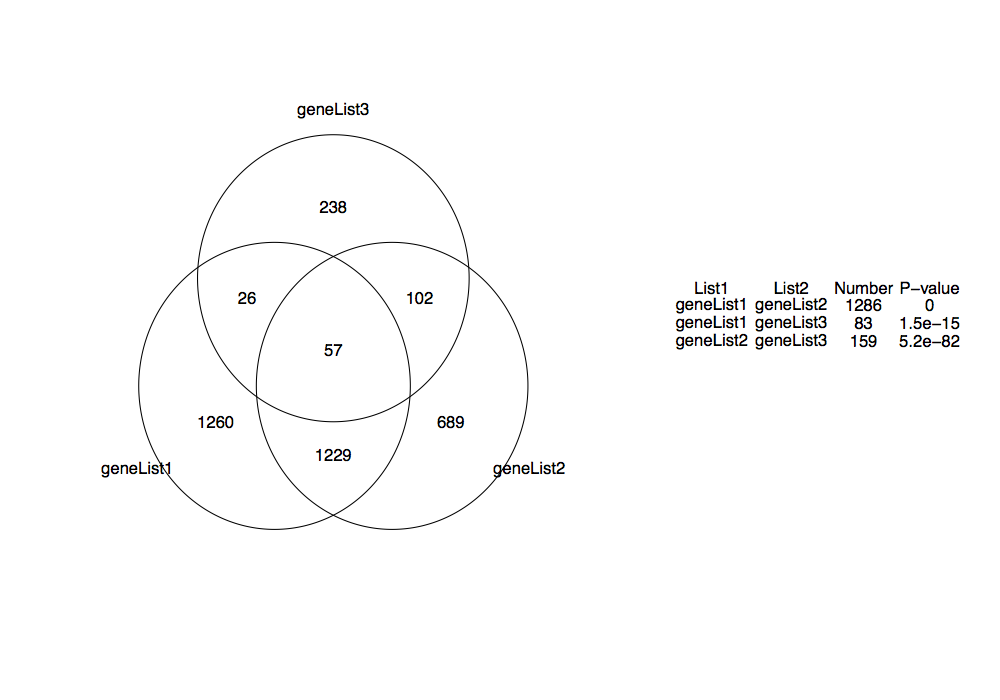 geneList3
238
26
102
57
1260
689
1229
geneList1
geneList2
List1 List2 Number P−value
geneList1 geneList2 1286 0
geneList1 geneList3 83 1.5e−15
geneList2 geneList3 159 5.2e−82